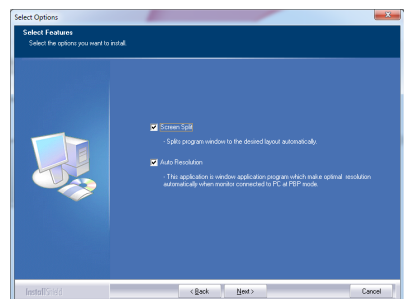 Select Options
Select Features
Select the options you want to install.
Screen Split
- Splits program window to the desired layout automatically.
Auto Resolution
- This application is window application program which make optimal resolution
automatically when monitor connected to PC at PBP mode.
InstallShield
< Back
Next >
Cancel